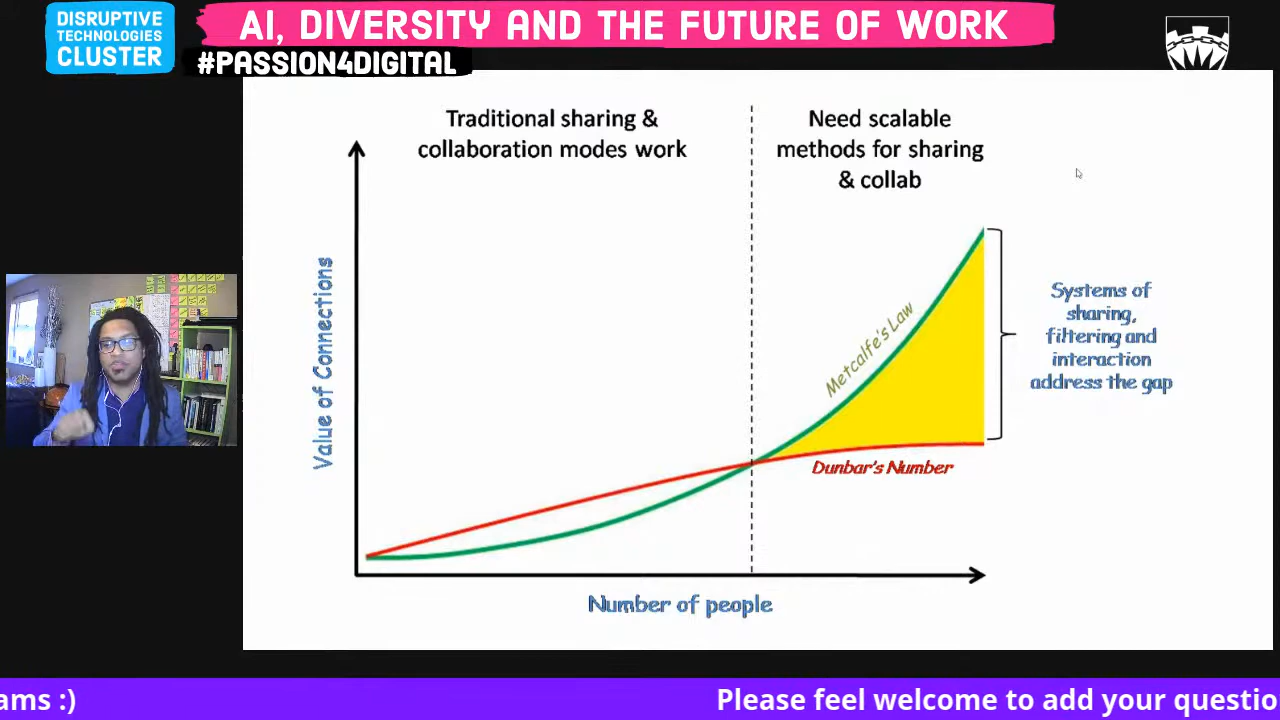 DISRUPTIVE
TECHNOLOGIES
CLUSTER
AI, DIVERSITY AND THE FUTURE OF WORK
#PASSION4DIGITAL
Traditional sharing &
collaboration modes work
Need scalable
methods for sharing
& collab
Value of Connections
Metcalfe's Law
Dunbar's Number
Systems of
sharing,
filtering and
interaction
address the gap
Number of people
ams :)
Please feel welcome to add your questio